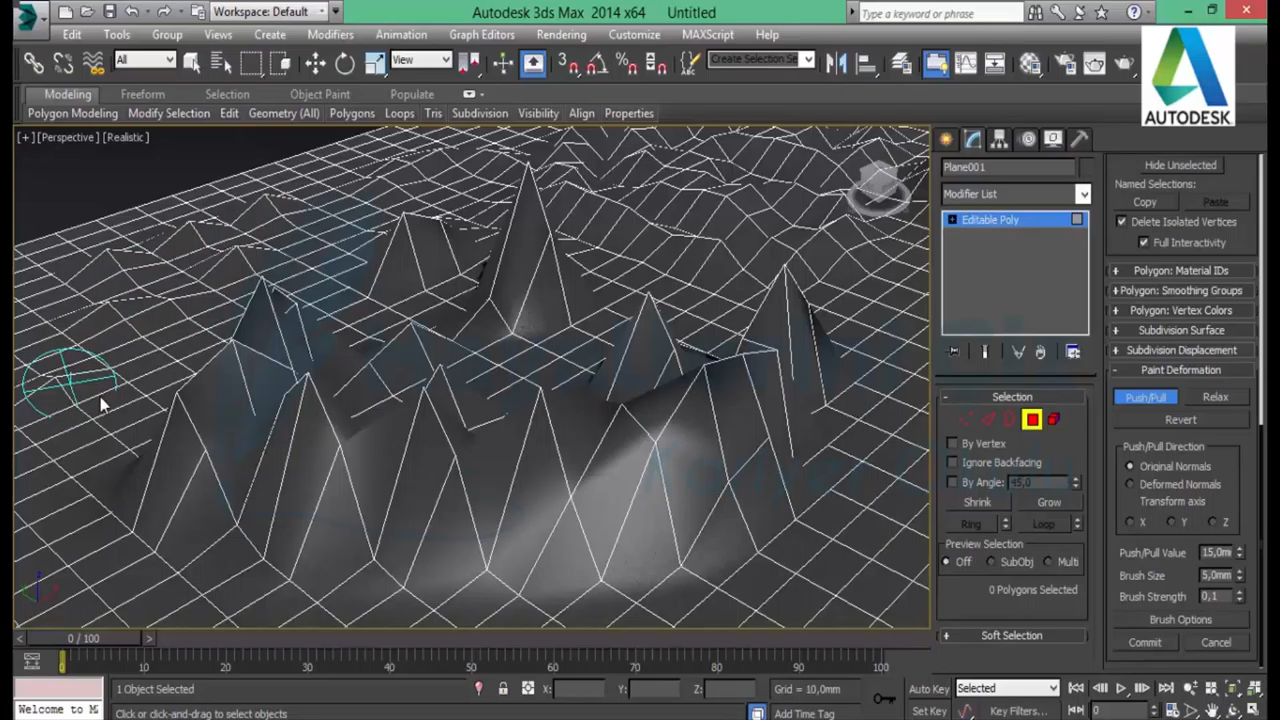 Workspace: Default
Autodesk 3ds Max 2014 x64 Untitled
Type a keyword or phrase
Edit Tools Group Views Create Modifiers Animation Graph Editors Rendering Customize MAXScript Help
All
View
Create Selection Se
AUTODESK
Modeling Freeform Selection Object Paint Populate
Polygon Modeling Modify Selection Edit Geometry (All) Polygons Loops Tris Subdivision Visibility Align Properties
[+] [Perspective] [Realistic]
Plane001
Modifier List
Editable Poly
Selection
By Vertex
Ignore Backfacing
By Angle: 45,0
Shrink Grow
Ring Loop
Preview Selection
Off SubObj Multi
0 Polygons Selected
Soft Selection
Hide Unselected
Named Selections:
Copy Paste
Delete Isolated Vertices
Full Interactivity
Polygon: Material IDs
Polygon: Smoothing Groups
Polygon: Vertex Colors
Subdivision Surface
Subdivision Displacement
Paint Deformation
Push/Pull Relax
Revert
Push/Pull Direction
Original Normals
Deformed Normals
Transform axis
X Y Z
Push/Pull Value 15,0m
Brush Size 5,0mm
Brush Strength 0,1
Brush Options
Commit Cancel
0 / 100
0 10 20 30 40 50 60 70 80 90 100
1 Object Selected X: Y: Z: Grid = 10,0mm Auto Key Selected
Welcome to M Click or click-and-drag to select objects Add Time Tag Set Key Key Filters... 0